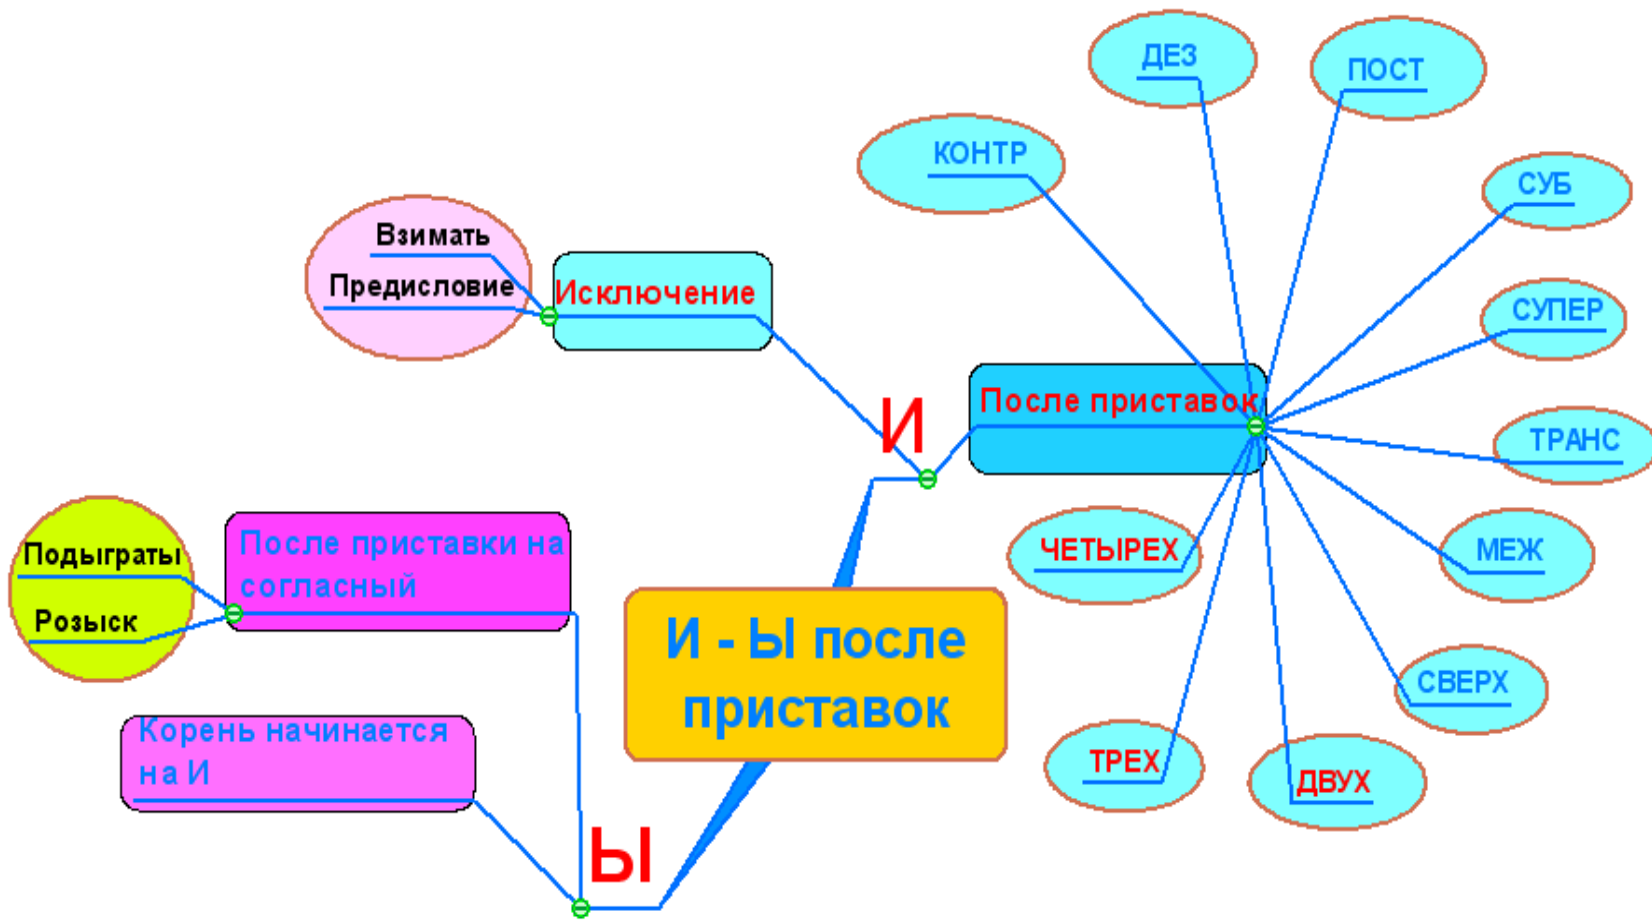 ДЕЗ
ПОСТ
КОНТР
СУБ
Взимать
Предисловие
Исключение
СУПЕР
И
После приставок
ТРАНС
Подыграты
Розыск
После приставки на
согласный
ЧЕТЫРЕХ
МЕЖ
И - Ы после
приставок
СВЕРХ
Корень начинается
на И
ТРЕХ
ДВУХ
Ы